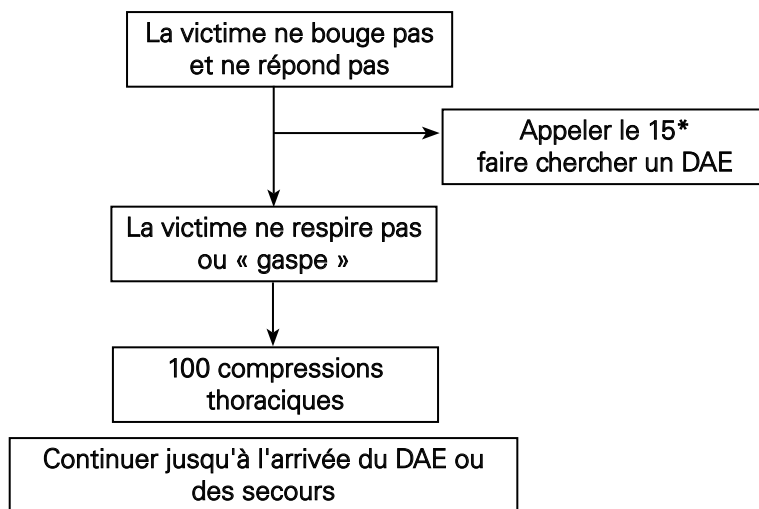 La victime ne bouge pas
et ne répond pas
Appeler le 15*
faire chercher un DAE
La victime ne respire pas
ou « gaspe »
100 compressions
thoraciques
Continuer jusqu'à l'arrivée du DAE ou
des secours